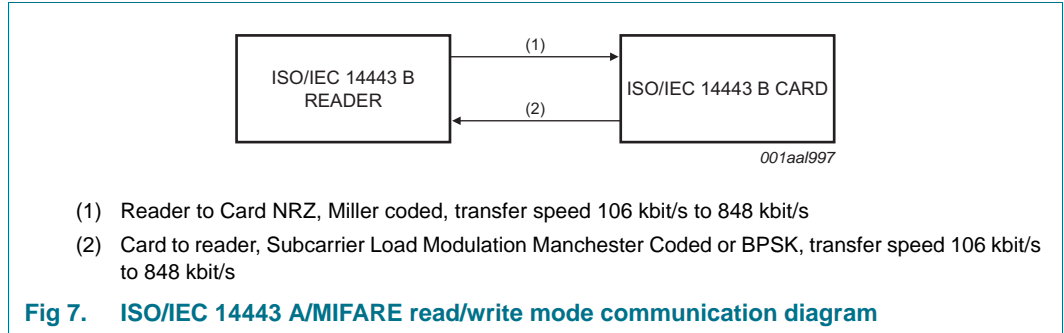 (1)
ISO/IEC 14443 B
READER
ISO/IEC 14443 B CARD
(2)
001aal997
(1) Reader to Card NRZ, Miller coded, transfer speed 106 kbit/s to 848 kbit/s
(2) Card to reader, Subcarrier Load Modulation Manchester Coded or BPSK, transfer speed 106 kbit/s
to 848 kbit/s
Fig 7. ISO/IEC 14443 A/MIFARE read/write mode communication diagram